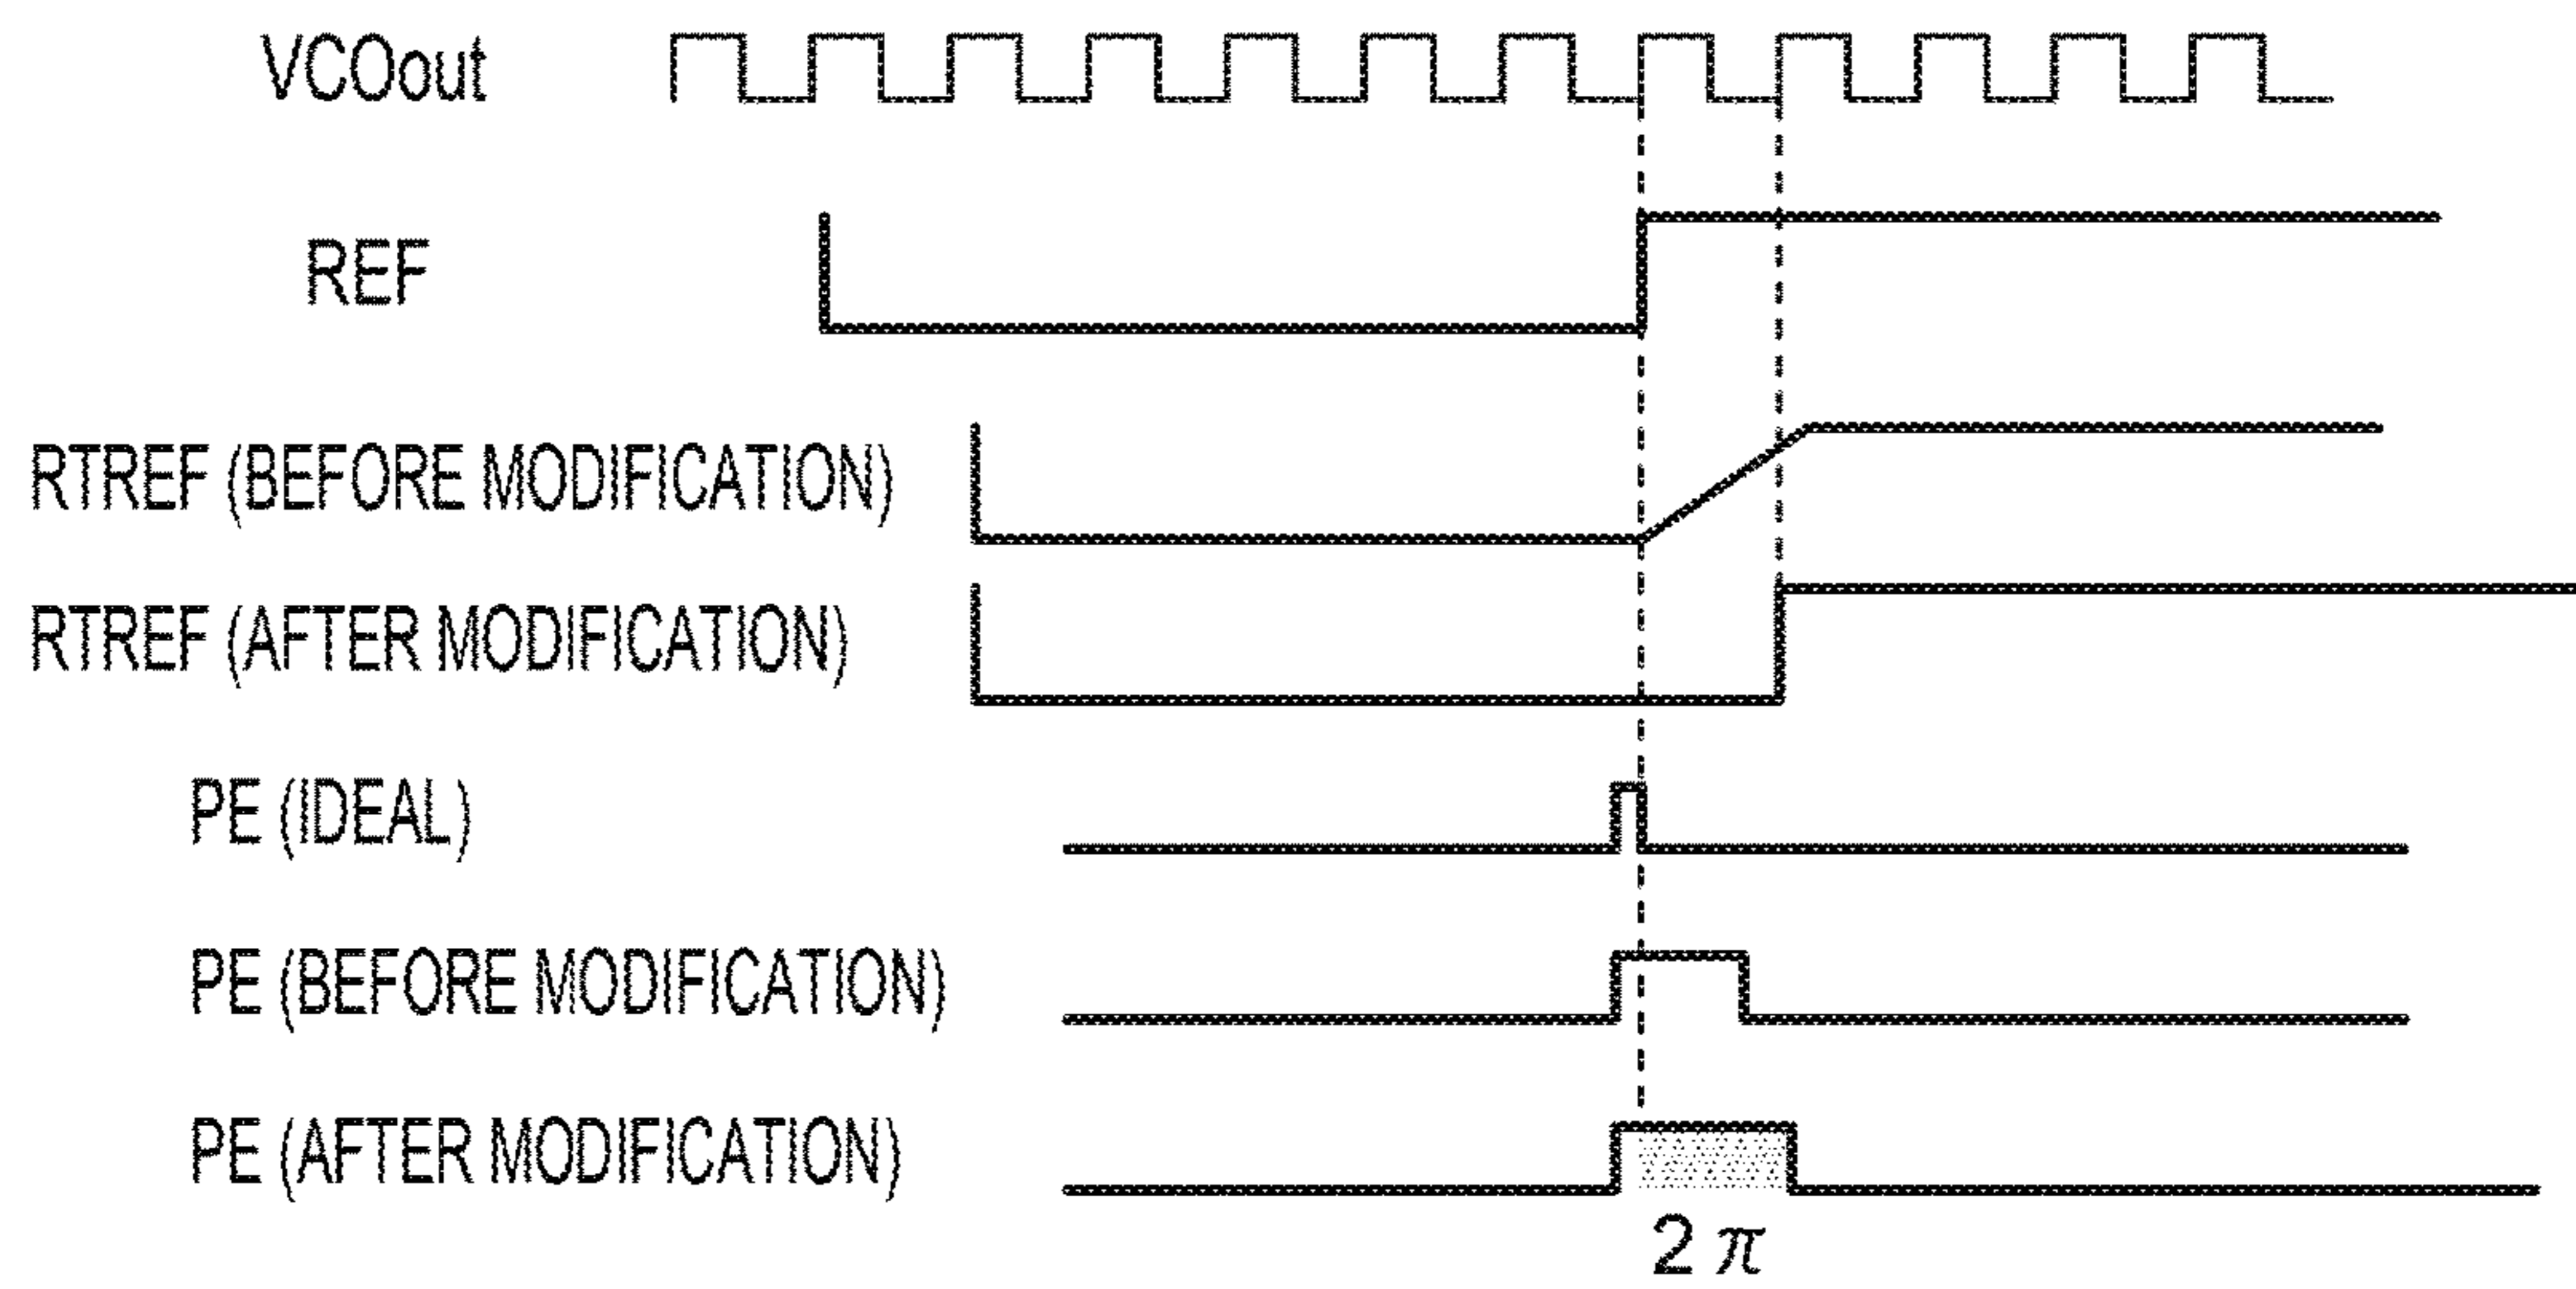 VCOout
REF
RTREF (BEFORE MODIFICATION)
RTREF (AFTER MODIFICATION)
PE (IDEAL)
PE (BEFORE MODIFICATION)
PE (AFTER MODIFICATION)
2π